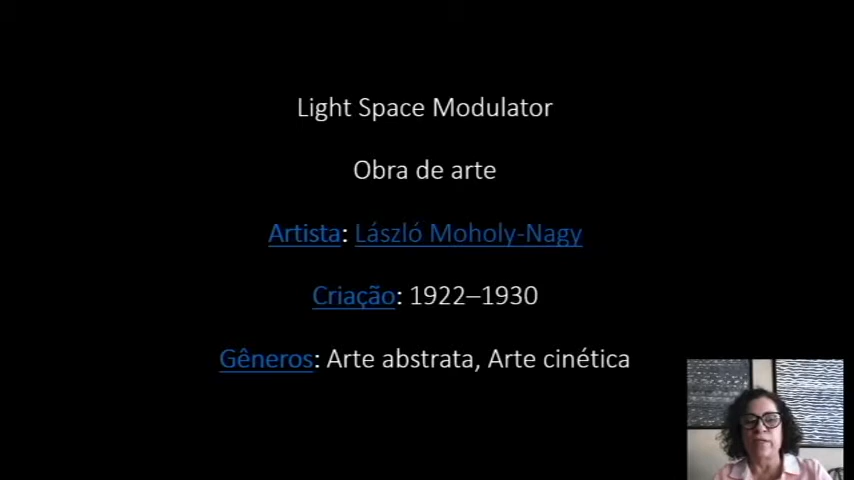 Light Space Modulator
Obra de arte
Artista: László Moholy-Nagy
Criação: 1922–1930
Gêneros: Arte abstrata, Arte cinética